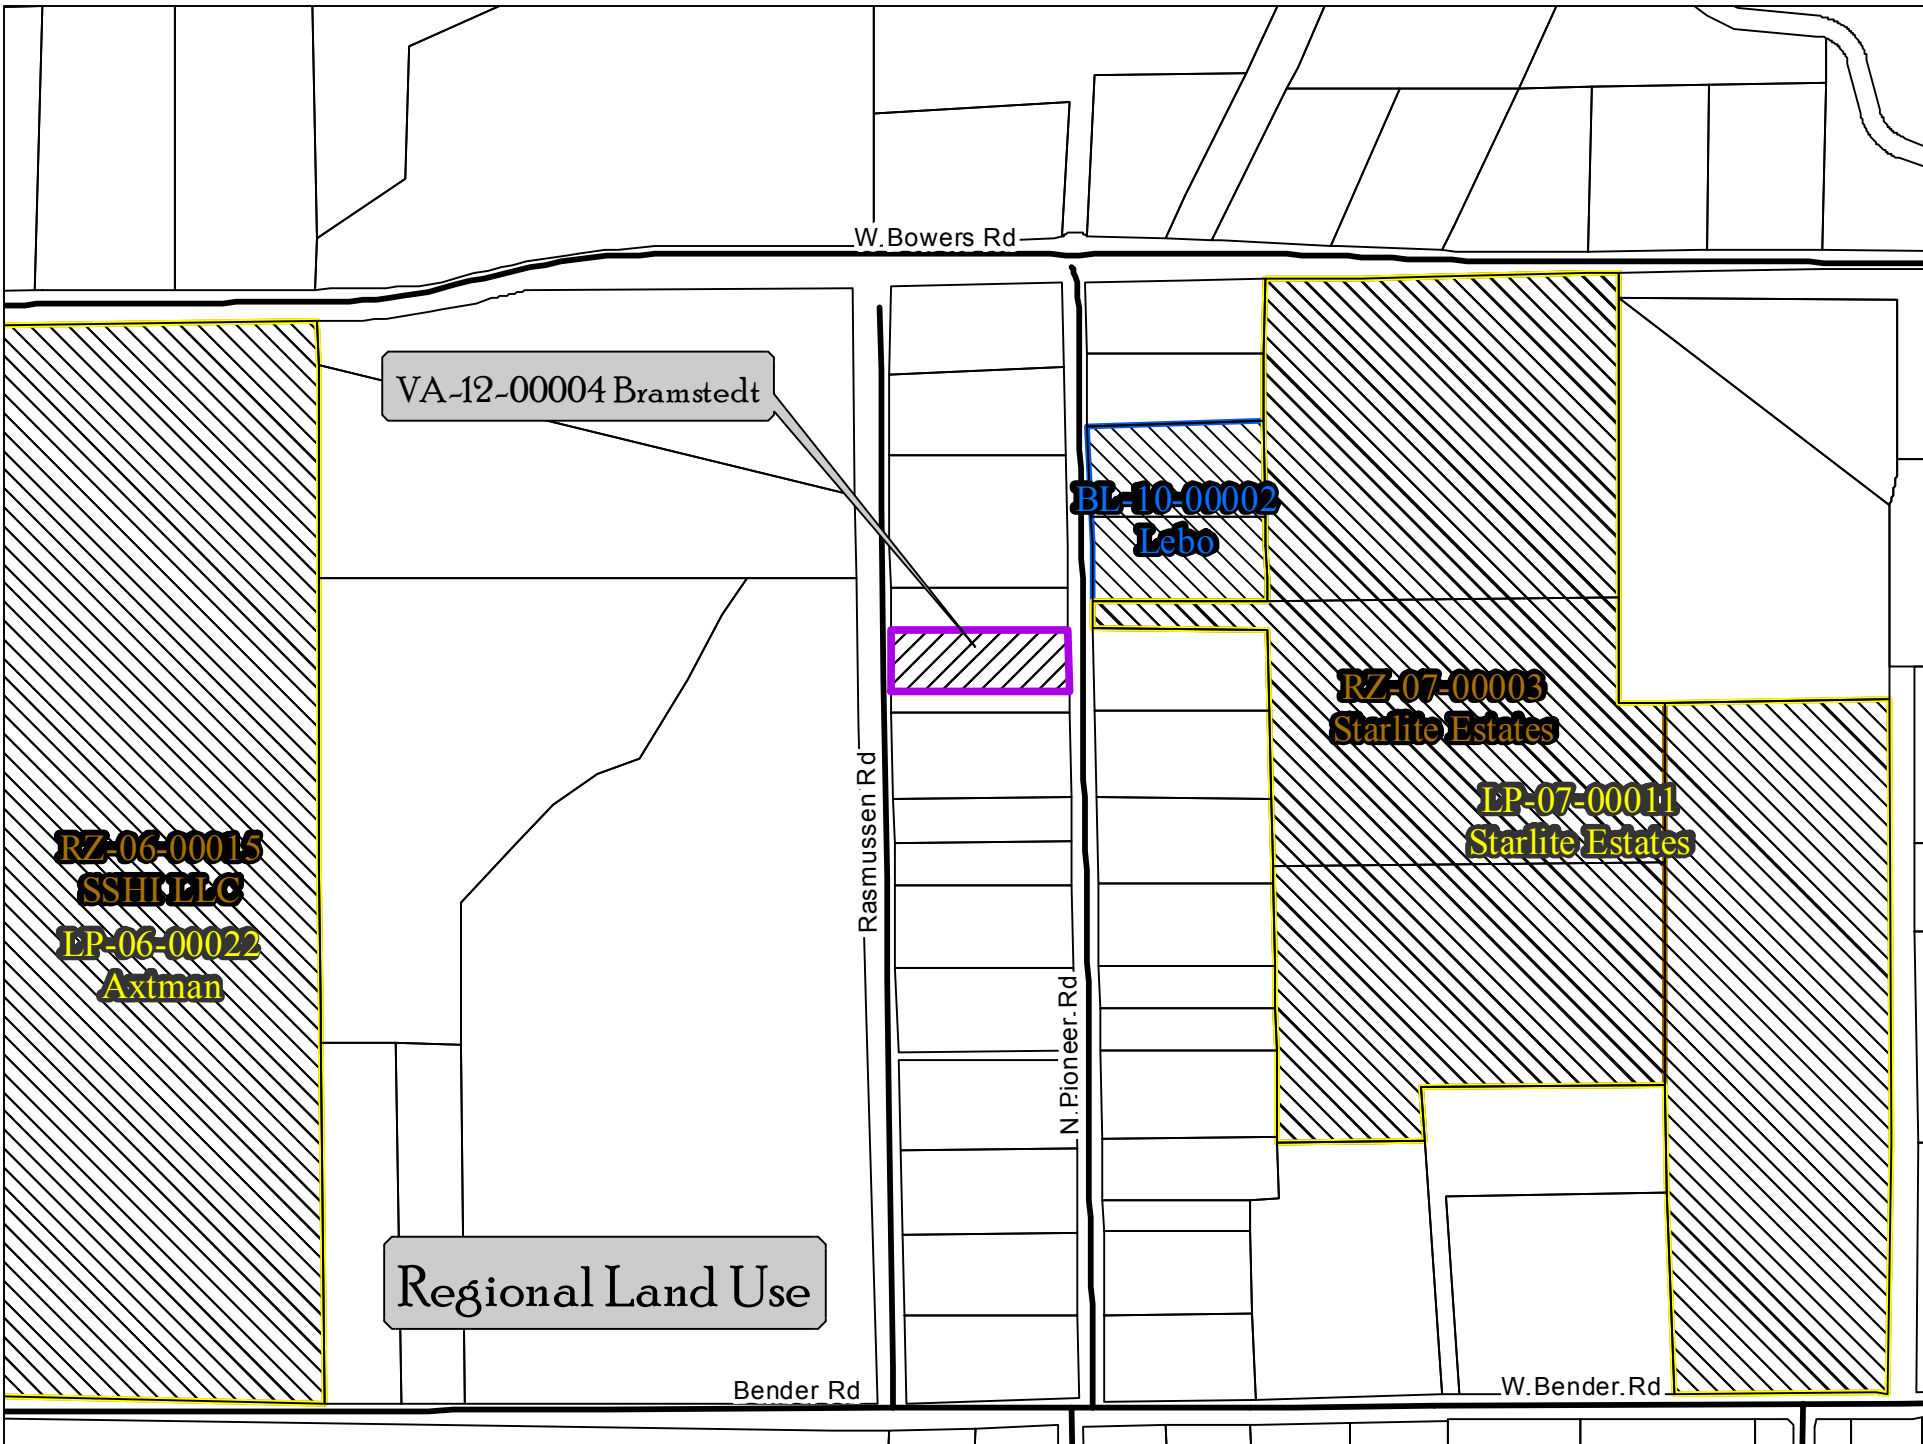 W. Bowers Rd
VA-12-00004 Bramstedt
BL-10-00002
Lebo
RZ-07-00003
Starlite Estates
LP-07-00011
Starlite Estates
Rasmussen Rd
RZ-06-00015
SSHI LLC
LP-06-00022
Axtman
N. Pioneer Rd
Regional Land Use
Bender Rd
W. Bender Rd